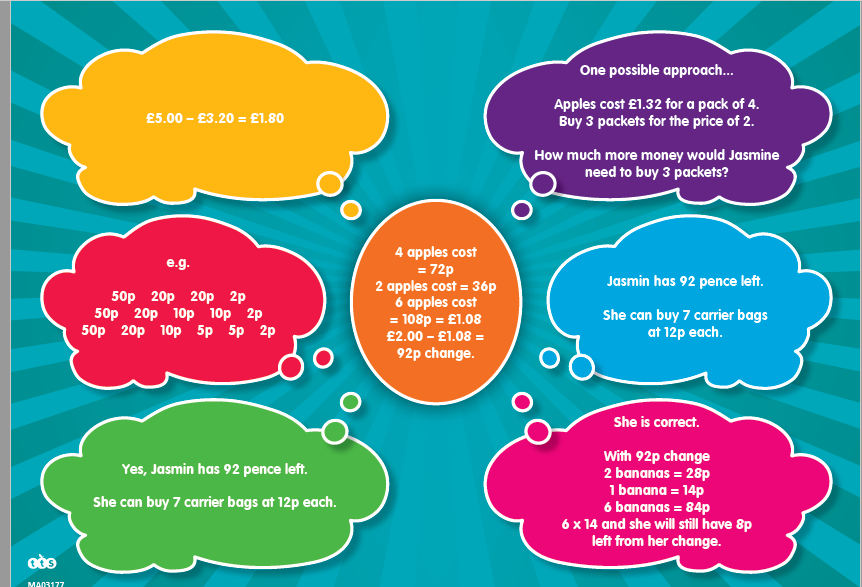 £5.00 – £3.20 = £1.80
One possible approach...
Apples cost £1.32 for a pack of 4.
Buy 3 packets for the price of 2.
How much more money would Jasmine
need to buy 3 packets?
e.g.
50p 20p 20p 2p
50p 20p 10p 10p 2p
50p 20p 10p 5p 5p 2p
4 apples cost
= 72p
2 apples cost = 36p
6 apples cost
= 108p = £1.08
£2.00 – £1.08 =
92p change.
Jasmin has 92 pence left.
She can buy 7 carrier bags
at 12p each.
Yes, Jasmin has 92 pence left.
She can buy 7 carrier bags at 12p each.
She is correct.
With 92p change
2 bananas = 28p
1 banana = 14p
6 bananas = 84p
6 x 14 and she will still have 8p
left from her change.
tts
MA03177